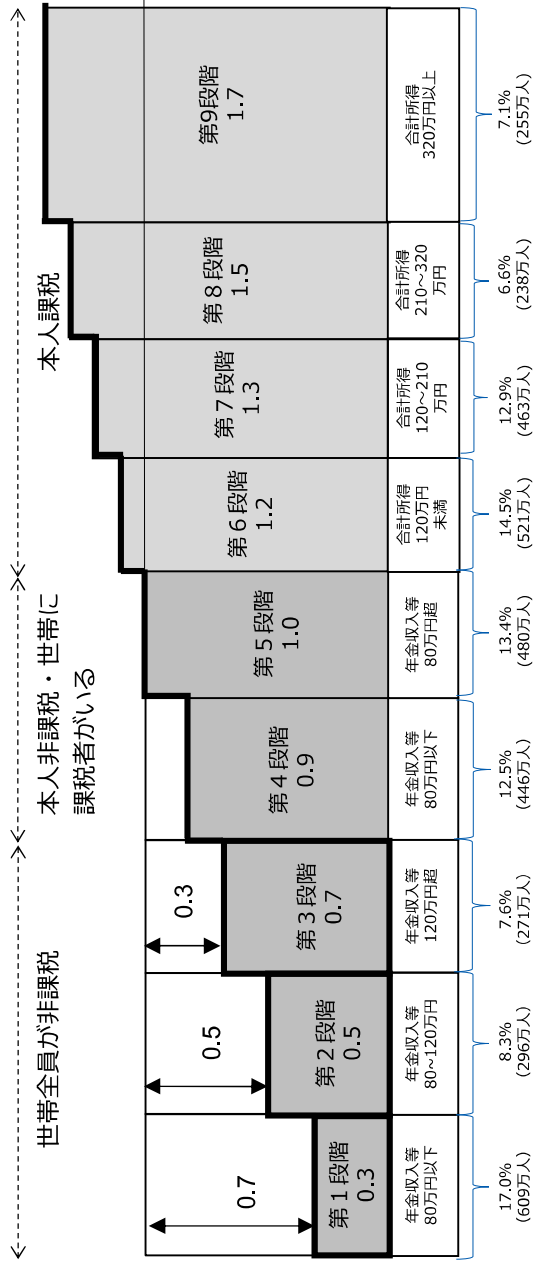 世帯全員が非課税
本人非課税・世帯に
課税者がいる
本人課税
0.7
0.5
0.3
第1段階
0.3
第2段階
0.5
第3段階
0.7
第4段階
0.9
第5段階
1.0
第6段階
1.2
第7段階
1.3
第8段階
1.5
第9段階
1.7
年金収入等
80万円以下
年金収入等
80~120万円
年金収入等
120万円超
年金収入等
80万円以下
年金収入等
80万円超
合計所得
120万円
未満
合計所得
120～210
万円
合計所得
210～320
万円
合計所得
320万円以上
17.0%
(609万人)
8.3%
(296万人)
7.6%
(271万人)
12.5%
(446万人)
13.4%
(480万人)
14.5%
(521万人)
12.9%
(463万人)
6.6%
(238万人)
7.1%
(255万人)